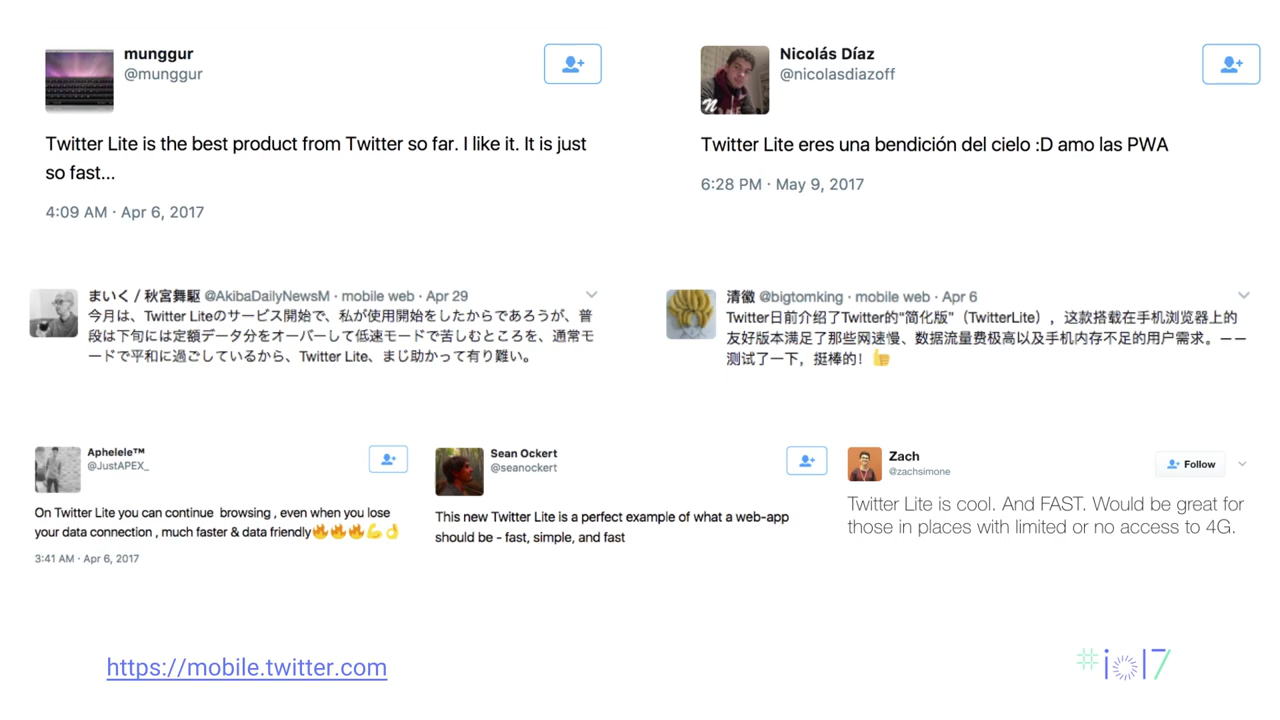 munggur
@munggur
Twitter Lite is the best product from Twitter so far. I like it. It is just
so fast...
4:09 AM · Apr 6, 2017
Nicolás Díaz
@nicolasdiazoff
Twitter Lite eres una bendición del cielo :D amo las PWA
6:28 PM · May 9, 2017
まいく / 秋宮舞駆 @AkibaDailyNewsM · mobile web · Apr 29
今月は、Twitter Liteのサービス開始で、私が使用開始をしたからであろうが、普
段は下旬には定額データ分をオーバーして低速モードで苦しむところを、通常モ
ードで平和に過ごしているから、Twitter Lite、まじ助かって有り難い。
清徽 @bigtomking · mobile web · Apr 6
Twitter日前介绍了Twitter的“简化版”（TwitterLite），这款搭载在手机浏览器上的
友好版本满足了那些网速慢、数据流量费极高以及手机内存不足的用户需求。——
测试了一下，挺棒的！👍
Aphelele™
@JustAPEX_
On Twitter Lite you can continue browsing , even when you lose
your data connection , much faster & data friendly🔥🔥🔥💪👌
3:41 AM · Apr 6, 2017
Sean Ockert
@seanockert
This new Twitter Lite is a perfect example of what a web-app
should be - fast, simple, and fast
Zach
@zachsimone
Follow
Twitter Lite is cool. And FAST. Would be great for
those in places with limited or no access to 4G.
https://mobile.twitter.com
#io17